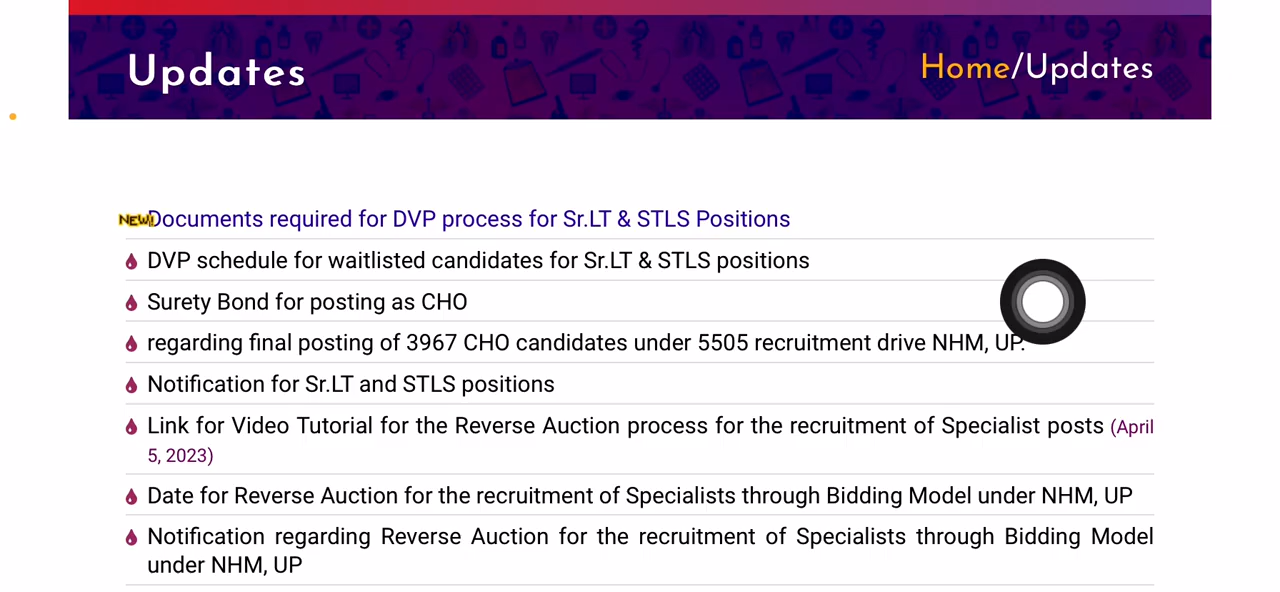 Updates
Home/Updates
NEW! Documents required for DVP process for Sr.LT & STLS Positions
DVP schedule for waitlisted candidates for Sr.LT & STLS positions
Surety Bond for posting as CHO
regarding final posting of 3967 CHO candidates under 5505 recruitment drive NHM, UP.
Notification for Sr.LT and STLS positions
Link for Video Tutorial for the Reverse Auction process for the recruitment of Specialist posts (April
5, 2023)
Date for Reverse Auction for the recruitment of Specialists through Bidding Model under NHM, UP
Notification regarding Reverse Auction for the recruitment of Specialists through Bidding Model
under NHM, UP